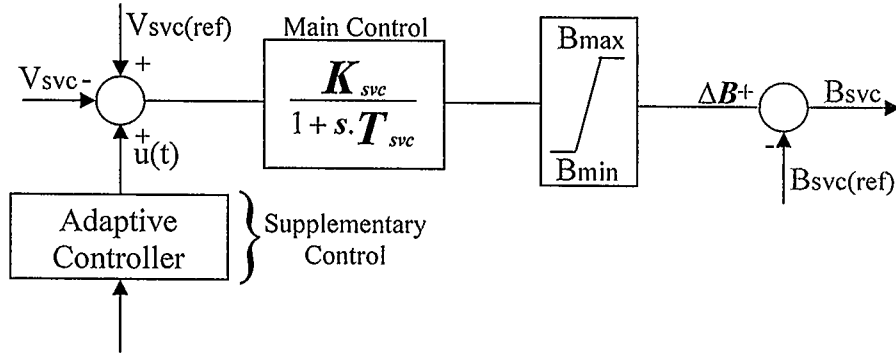 Vsvc(ref)
Main Control
Vsvc -
+
+
u(t)
Ksvc
1 + s.Tsvc
Bmax
Bmin
ΔB +
-
Bsvc
Bsvc(ref)
Adaptive
Controller
Supplementary
Control